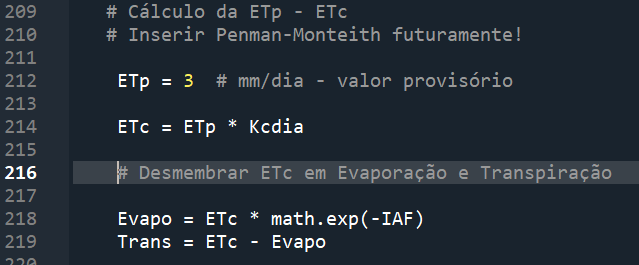 209 # Cálculo da ETp - ETc
210 # Inserir Penman-Monteith futuramente!
211
212 ETp = 3 # mm/dia - valor provisório
213
214 ETc = ETp * Kcdia
215
216 # Desmembrar ETc em Evaporação e Transpiração
217
218 Evapo = ETc * math.exp(-IAF)
219 Trans = ETc - Evapo
220